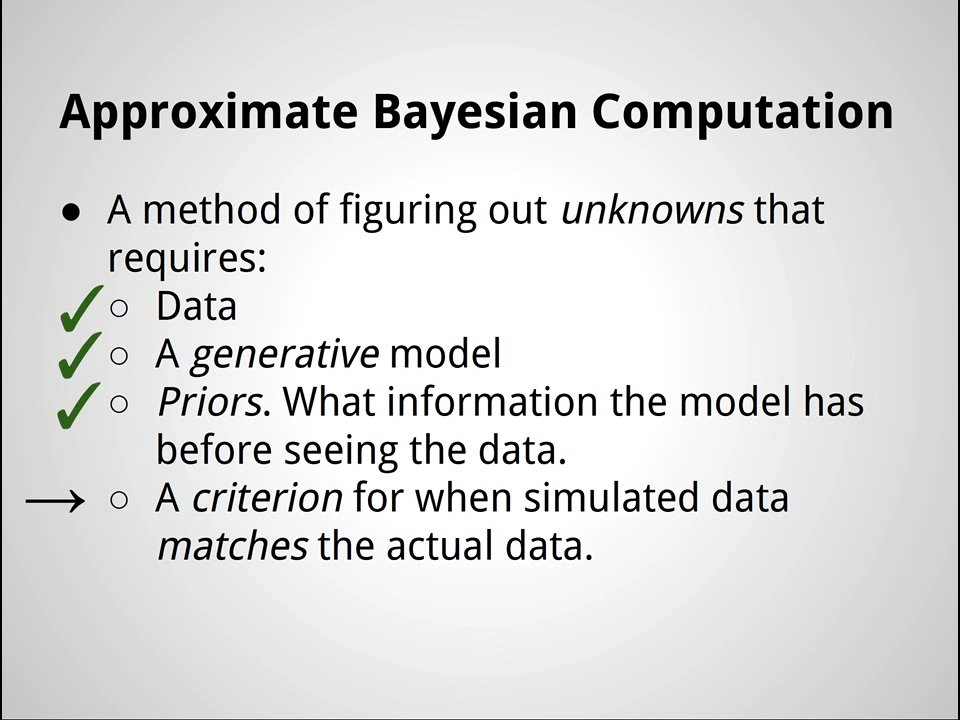 Approximate Bayesian Computation
● A method of figuring out unknowns that
requires:
✓ ○ Data
✓ ○ A generative model
✓ ○ Priors. What information the model has
before seeing the data.
→ ○ A criterion for when simulated data
matches the actual data.